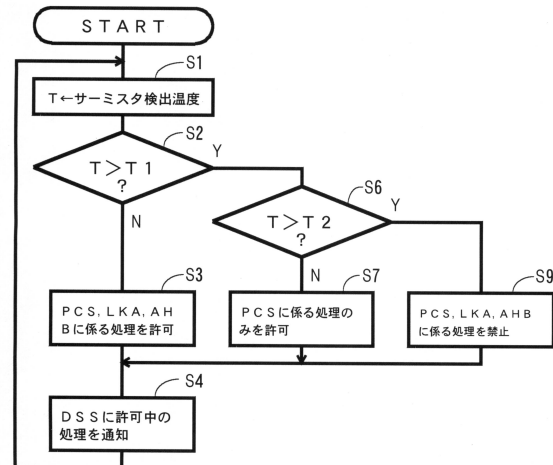 START
S1
T←サーミスタ検出温度
S2
T>T1
?
Y
N
S6
T>T2
?
Y
N
S3
PCS, LKA, AH
Bに係る処理を許可
S7
PCSに係る処理の
みを許可
S9
PCS, LKA, AHB
に係る処理を禁止
S4
DSSに許可中の
処理を通知